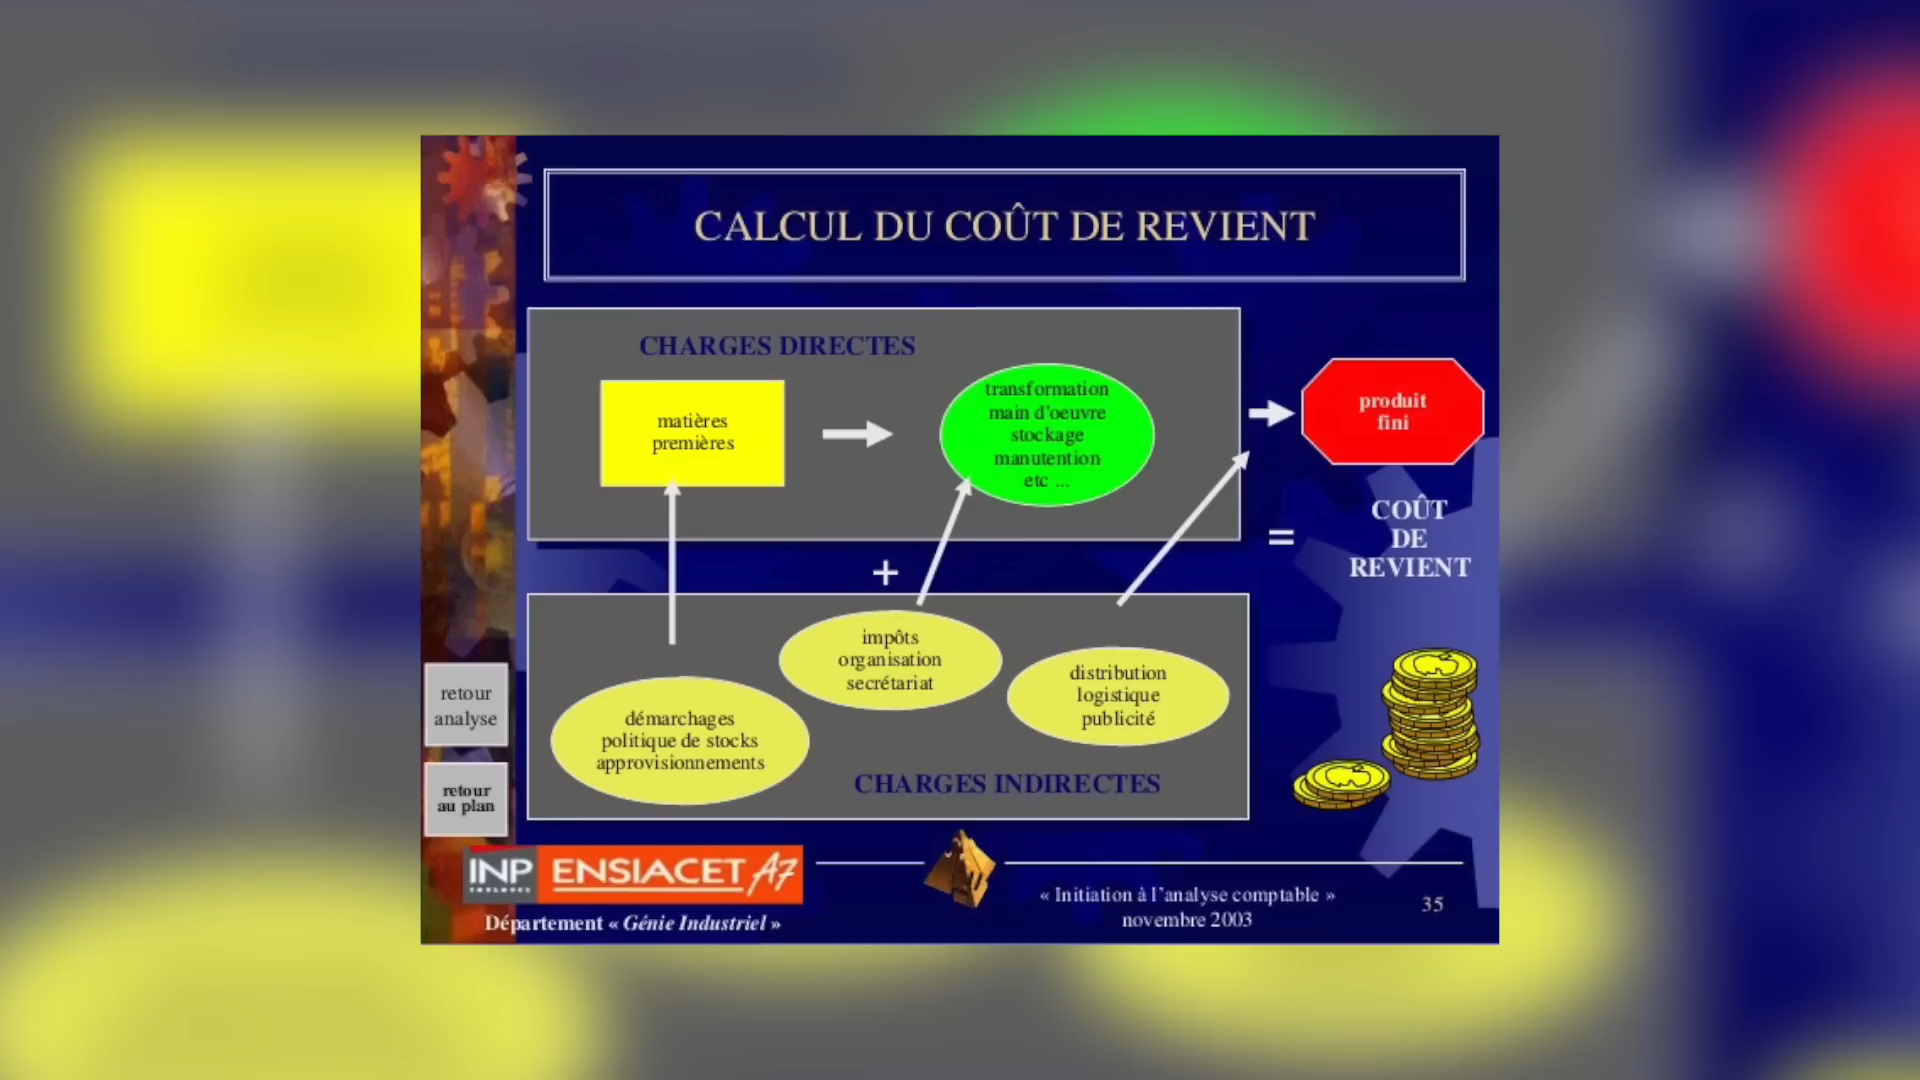 CALCUL DU COÛT DE REVIENT
CHARGES DIRECTES
matières
premières
transformation
main d'oeuvre
stockage
manutention
etc ...
produit
fini
+
=
COÛT
DE
REVIENT
démarchages
politique de stocks
approvisionnements
impôts
organisation
secrétariat
distribution
logistique
publicité
CHARGES INDIRECTES
retour
analyse
retour
au plan
INP ENSIACET A7
Département « Génie Industriel »
« Initiation à l'analyse comptable »
novembre 2003
35